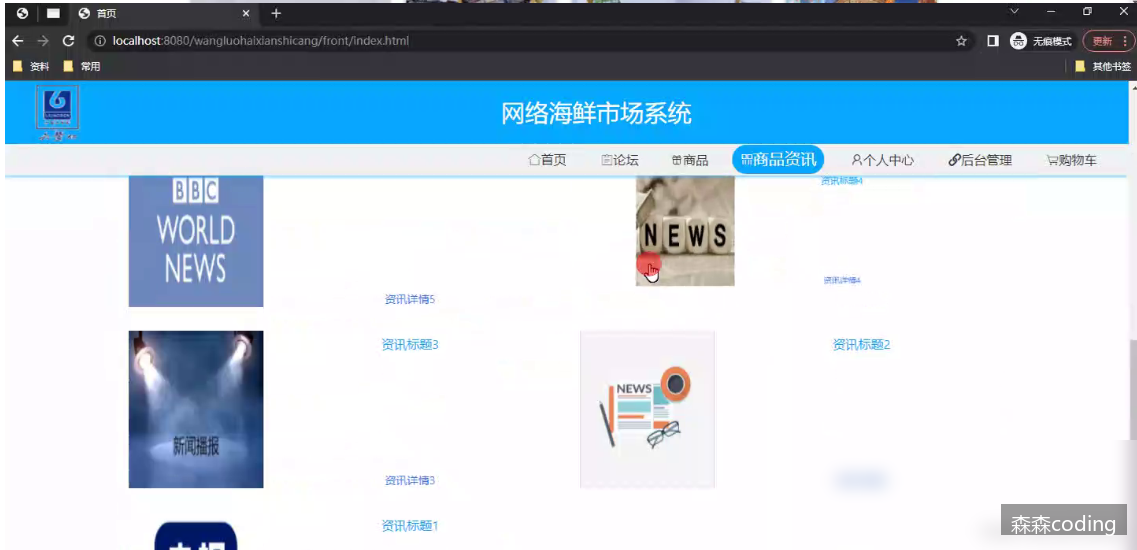 首页
localhost:8080/wangluohaixianshicang/front/index.html
无痕模式
更新
资料
常用
其他书签
网络海鲜市场系统
首页
论坛
商品
商品资讯
个人中心
后台管理
购物车
BBC
WORLD
NEWS
资讯详情5
NEWS
资讯标题4
资讯详情4
新闻播报
资讯标题3
资讯详情3
NEWS
资讯标题2
资讯标题1
森森coding